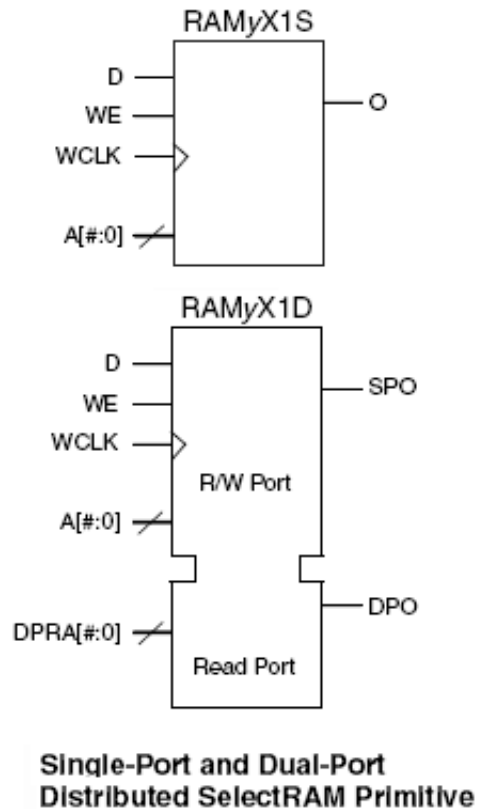 RAMyX1S
D
WE
WCLK
A[#:0]
O
RAMyX1D
D
WE
WCLK
A[#:0]
DPRA[#:0]
R/W Port
Read Port
SPO
DPO
Single-Port and Dual-Port
Distributed SelectRAM Primitive